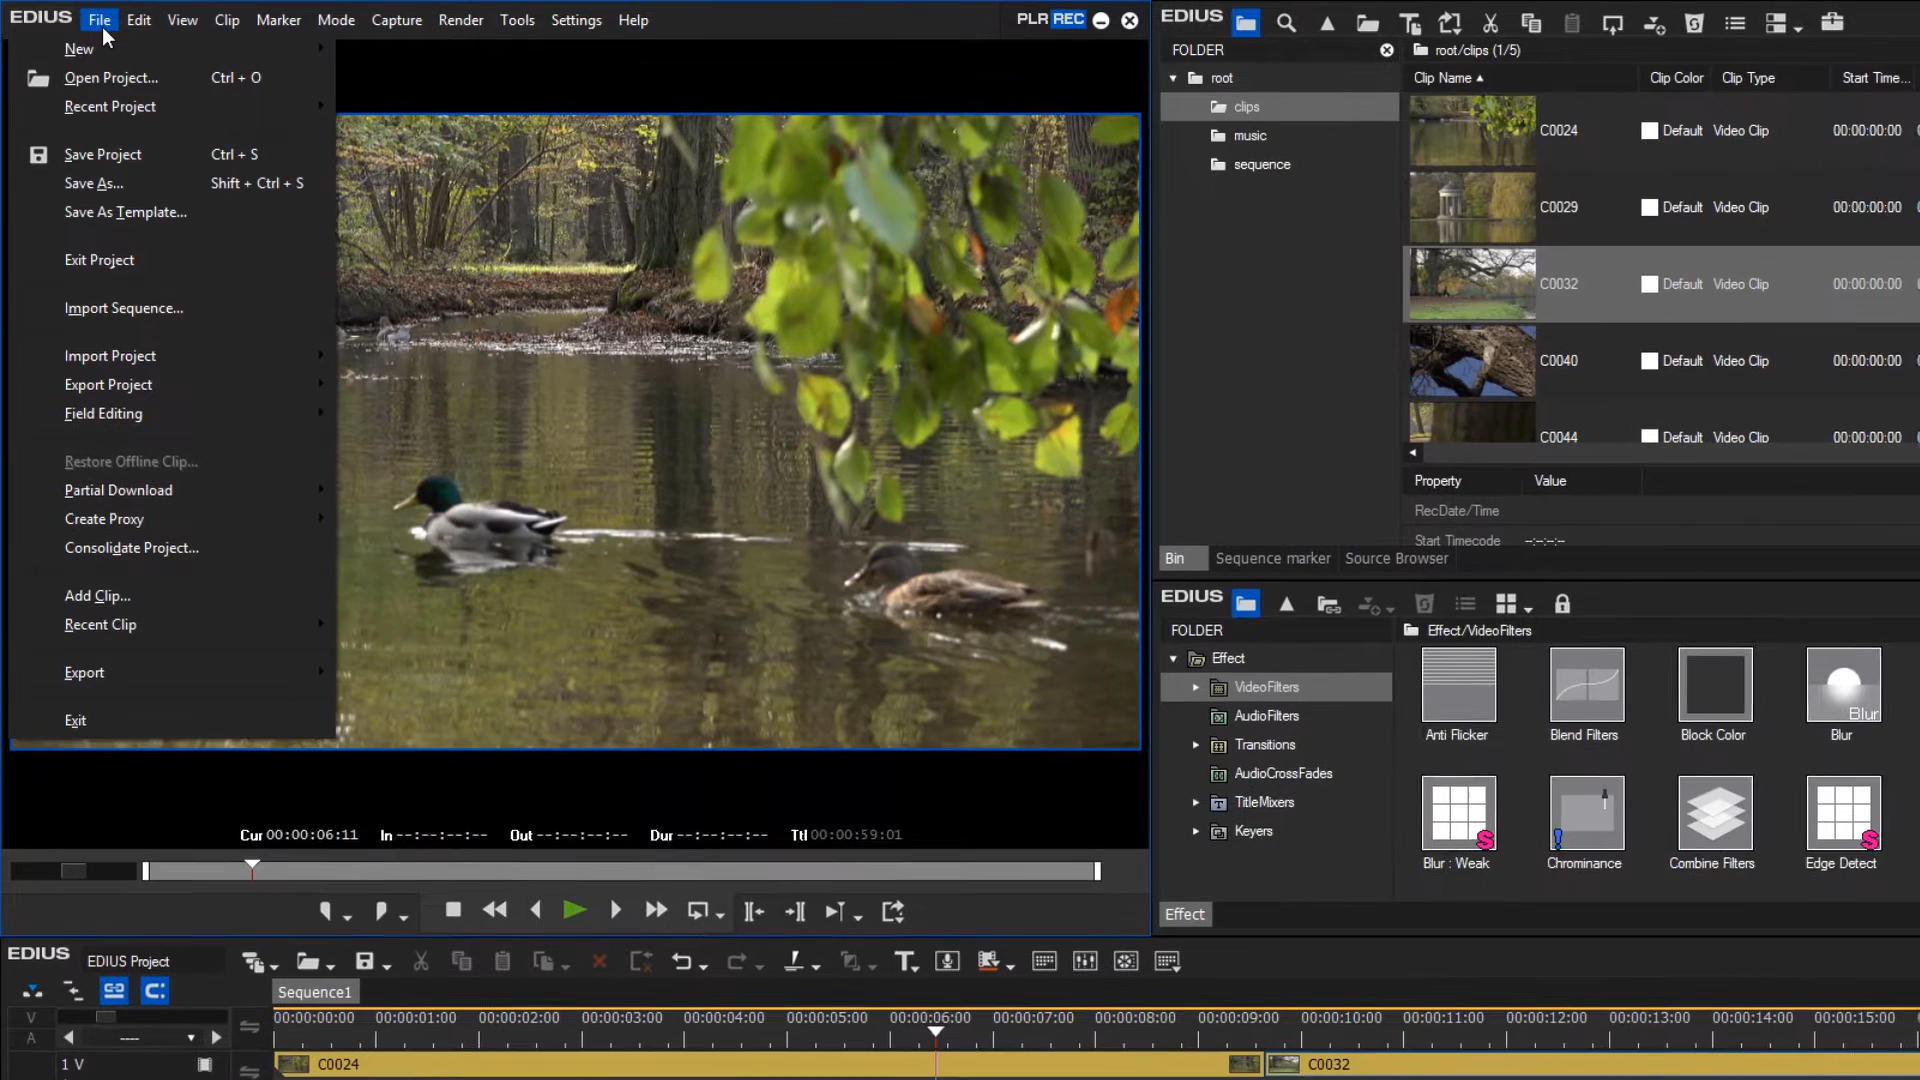 EDIUS File Edit View Clip Marker Mode Capture Render Tools Settings Help PLR REC
New
Open Project... Ctrl + O
Recent Project
Save Project Ctrl + S
Save As... Shift + Ctrl + S
Save As Template...
Exit Project
Import Sequence...
Import Project
Export Project
Field Editing
Restore Offline Clip...
Partial Download
Create Proxy
Consolidate Project...
Add Clip...
Recent Clip
Export
Exit
Cur 00:00:06:11 In --:--:--:-- Out --:--:--:-- Dur --:--:--:-- Ttl 00:00:59:01
EDIUS
FOLDER root/clips (1/5)
root
clips
music
sequence
Clip Name Clip Color Clip Type Start Time...
C0024 Default Video Clip 00:00:00:00
C0029 Default Video Clip 00:00:00:00
C0032 Default Video Clip 00:00:00:00
C0040 Default Video Clip 00:00:00:00
C0044 Default Video Clip 00:00:00:00
Property Value
RecDate/Time
Start Timecode --:--:--:--
Bin Sequence marker Source Browser
EDIUS
FOLDER Effect/VideoFilters
Effect
VideoFilters
AudioFilters
Transitions
AudioCrossFades
TitleMixers
Keyers
Blur
Anti Flicker Blend Filters Block Color Blur
S S
Blur : Weak Chrominance Combine Filters Edge Detect
Effect
EDIUS EDIUS Project
Sequence1
V
A ----
00:00:00:00 00:00:01:00 00:00:02:00 00:00:03:00 00:00:04:00 00:00:05:00 00:00:06:00 00:00:07:00 00:00:08:00 00:00:09:00 00:00:10:00 00:00:11:00 00:00:12:00 00:00:13:00 00:00:14:00 00:00:15:00
1 V C0024 C0032